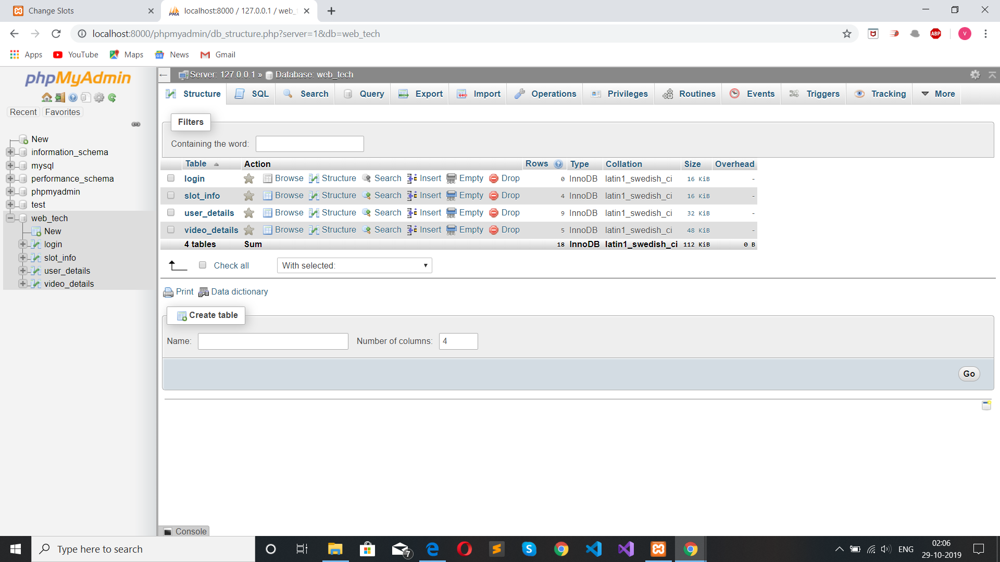 Change Slots
localhost:8000 / 127.0.0.1 / web_t
localhost:8000/phpmyadmin/db_structure.php?server=1&db=web_tech
ABP
V
Apps YouTube Maps News Gmail
phpMyAdmin
Recent Favorites
New
information_schema
mysql
performance_schema
phpmyadmin
test
web_tech
New
login
slot_info
user_details
video_details
Server: 127.0.0.1 » Database: web_tech
Structure SQL Search Query Export Import Operations Privileges Routines Events Triggers Tracking More
Filters
Containing the word:
Table Action Rows Type Collation Size Overhead
login Browse Structure Search Insert Empty Drop 0 InnoDB latin1_swedish_ci 16 KiB -
slot_info Browse Structure Search Insert Empty Drop 4 InnoDB latin1_swedish_ci 16 KiB -
user_details Browse Structure Search Insert Empty Drop 9 InnoDB latin1_swedish_ci 32 KiB -
video_details Browse Structure Search Insert Empty Drop 5 InnoDB latin1_swedish_ci 48 KiB -
4 tables Sum 18 InnoDB latin1_swedish_ci 112 KiB 0 B
Check all With selected:
Print Data dictionary
Create table
Name: Number of columns: 4
Go
Console
Type here to search
7
ENG
02:06
29-10-2019